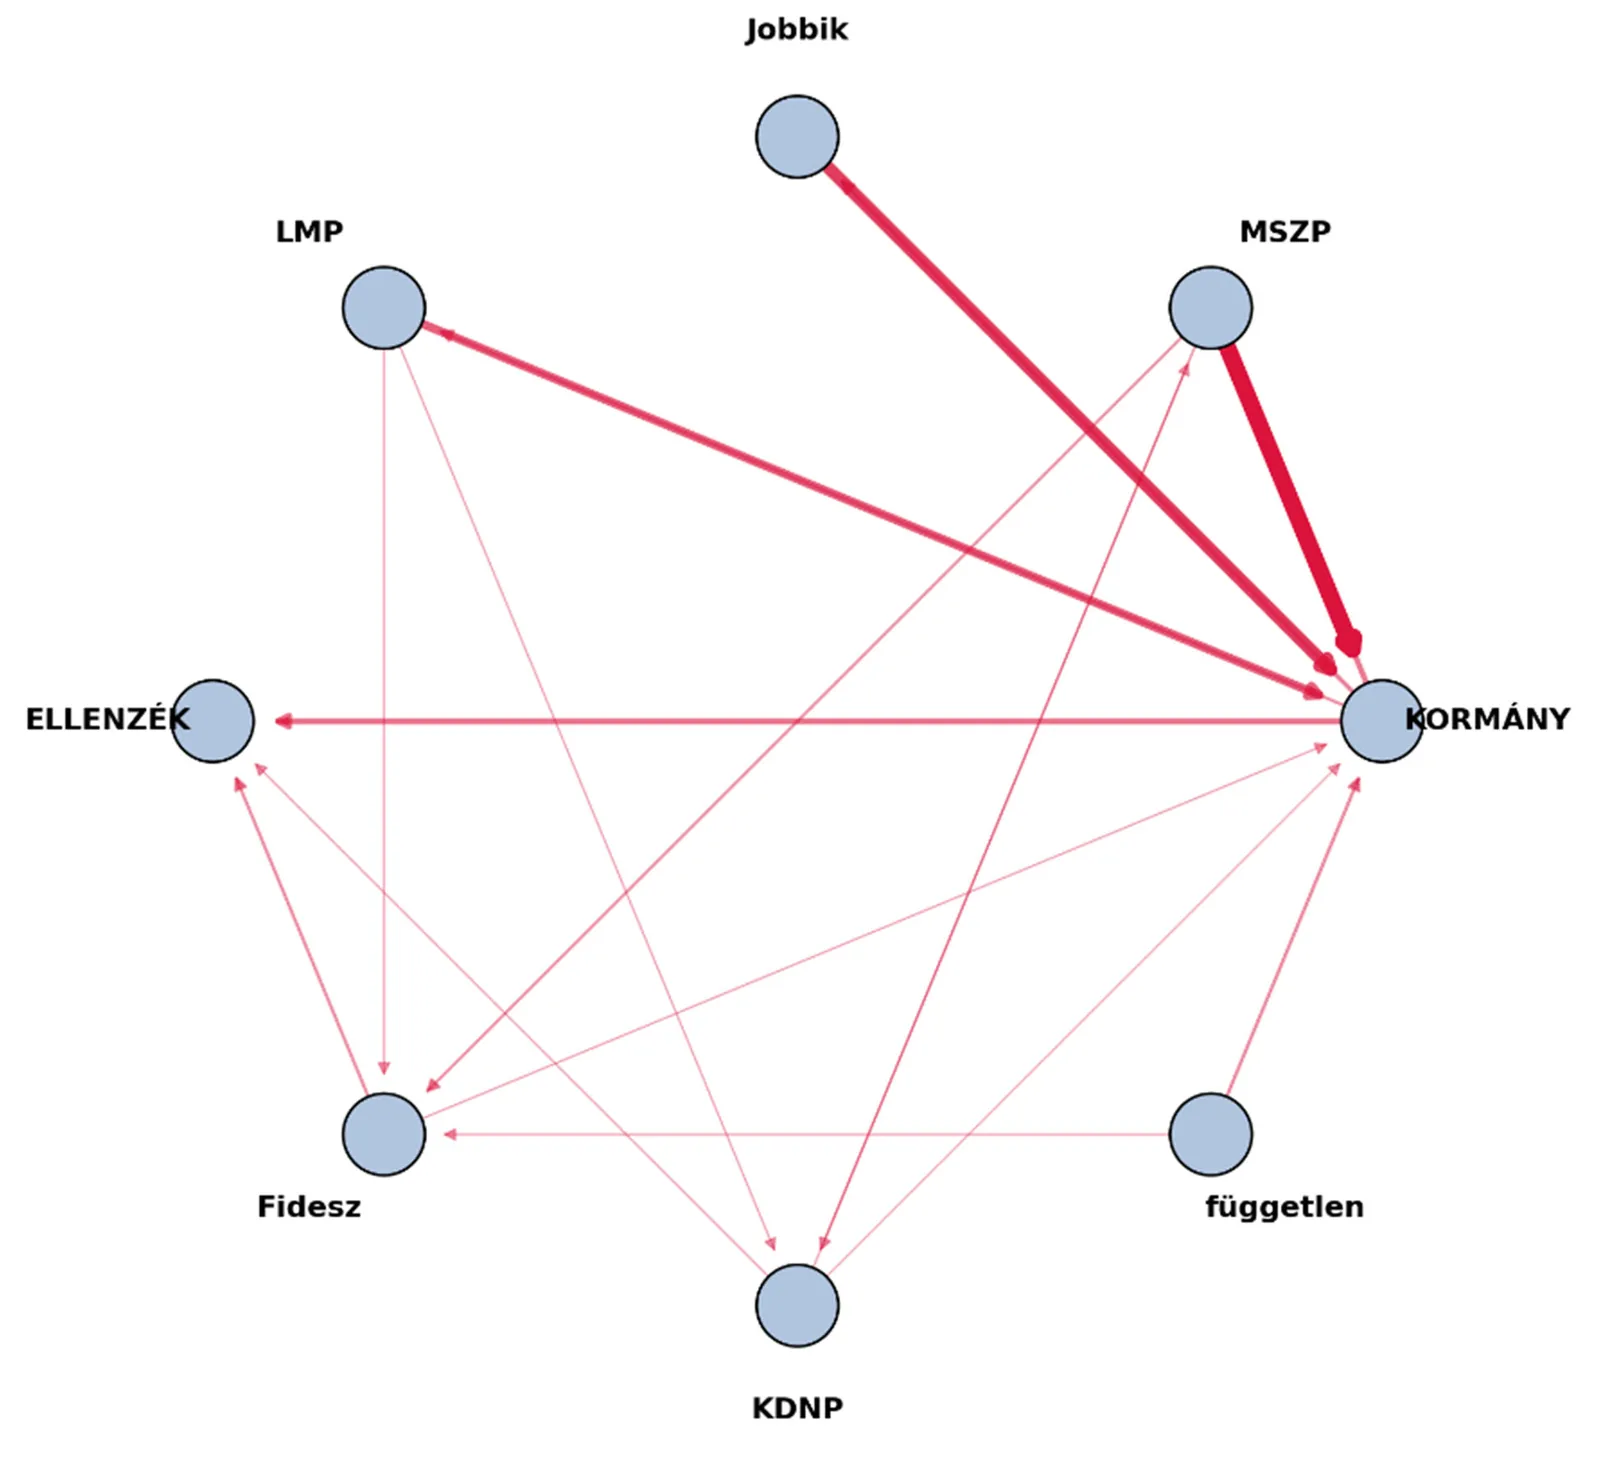 Jobbik
LMP
MSZP
ELLENZÉK
KORMÁNY
Fidesz
független
KDNP